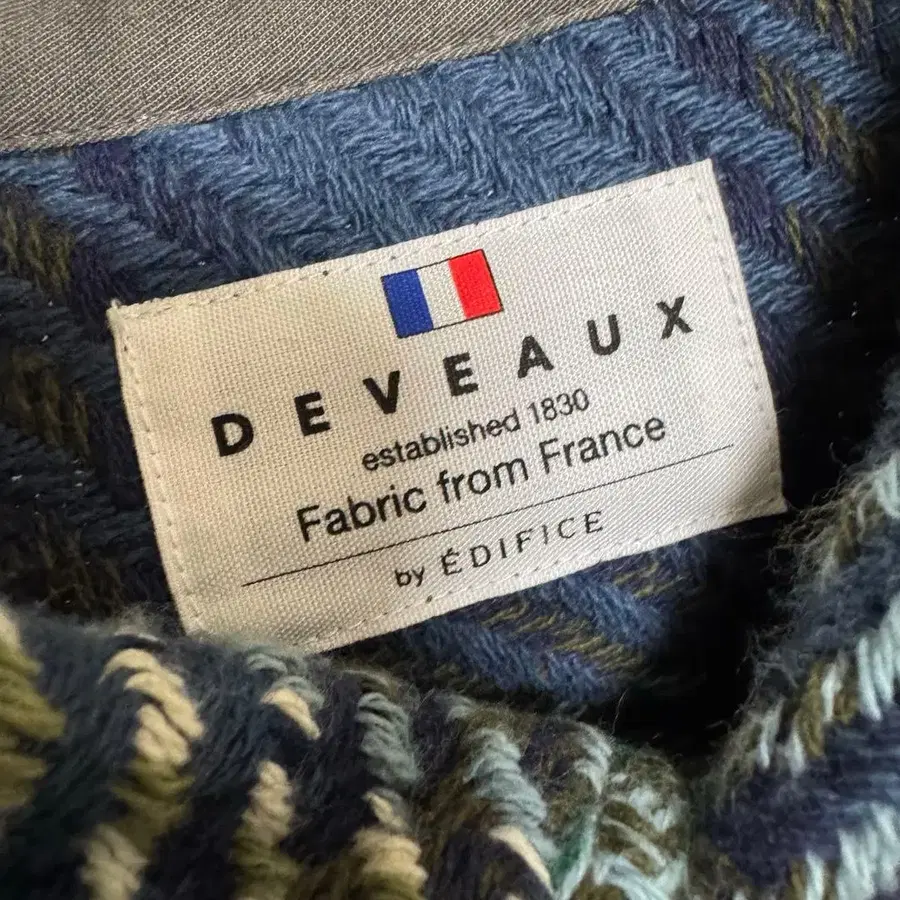 DEVEAUX
established 1830
Fabric from France
by ÉDIFICE